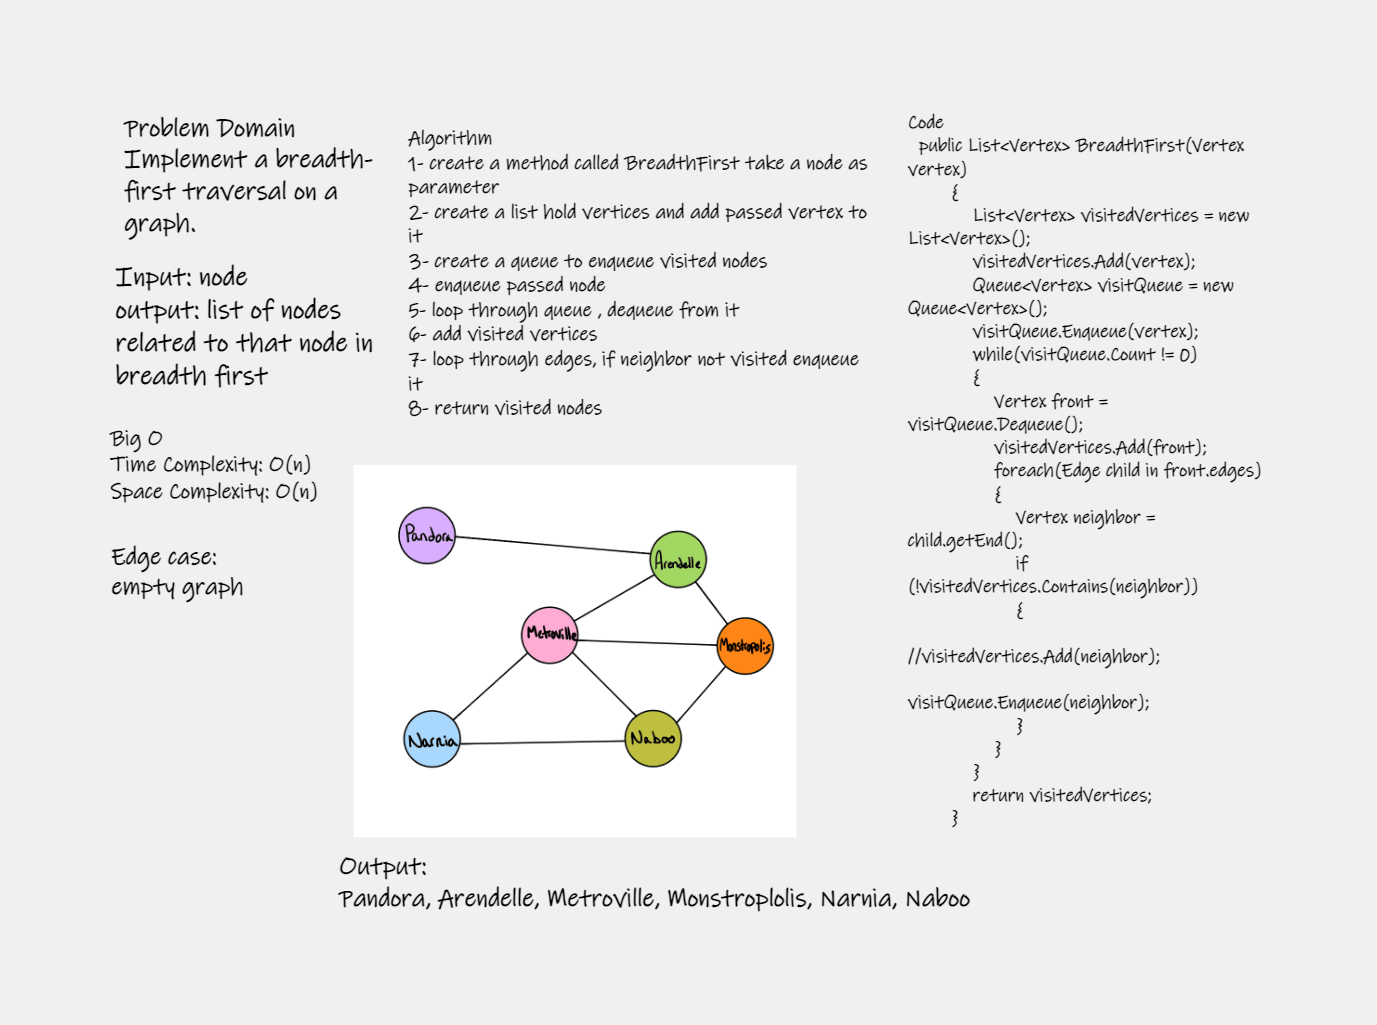 Problem Domain
Implement a breadth-
first traversal on a
graph.
Input: node
output: list of nodes
related to that node in
breadth first
Big O
Time Complexity: O(n)
Space Complexity: O(n)
Edge case:
empty graph
Algorithm
1- create a method called BreadthFirst take a node as
parameter
2- create a list hold vertices and add passed vertex to
it
3- create a queue to enqueue visited nodes
4- enqueue passed node
5- loop through queue , dequeue from it
6- add visited vertices
7- loop through edges, if neighbor not visited enqueue
it
8- return visited nodes
Pandora
Arendelle
Metroville
Monstropolis
Narnia
Naboo
Output:
Pandora, Arendelle, Metroville, Monstroplolis, Narnia, Naboo
Code
public List<Vertex> BreadthFirst(Vertex
vertex)
{
List<Vertex> visitedVertices = new
List<Vertex>();
visitedVertices.Add(vertex);
Queue<Vertex> visitQueue = new
Queue<Vertex>();
visitQueue.Enqueue(vertex);
while(visitQueue.Count != 0)
{
Vertex front =
visitQueue.Dequeue();
visitedVertices.Add(front);
foreach(Edge child in front.edges)
{
Vertex neighbor =
child.getEnd();
if
(!visitedVertices.Contains(neighbor))
{
//visitedVertices.Add(neighbor);
visitQueue.Enqueue(neighbor);
}
}
}
return visitedVertices;
}